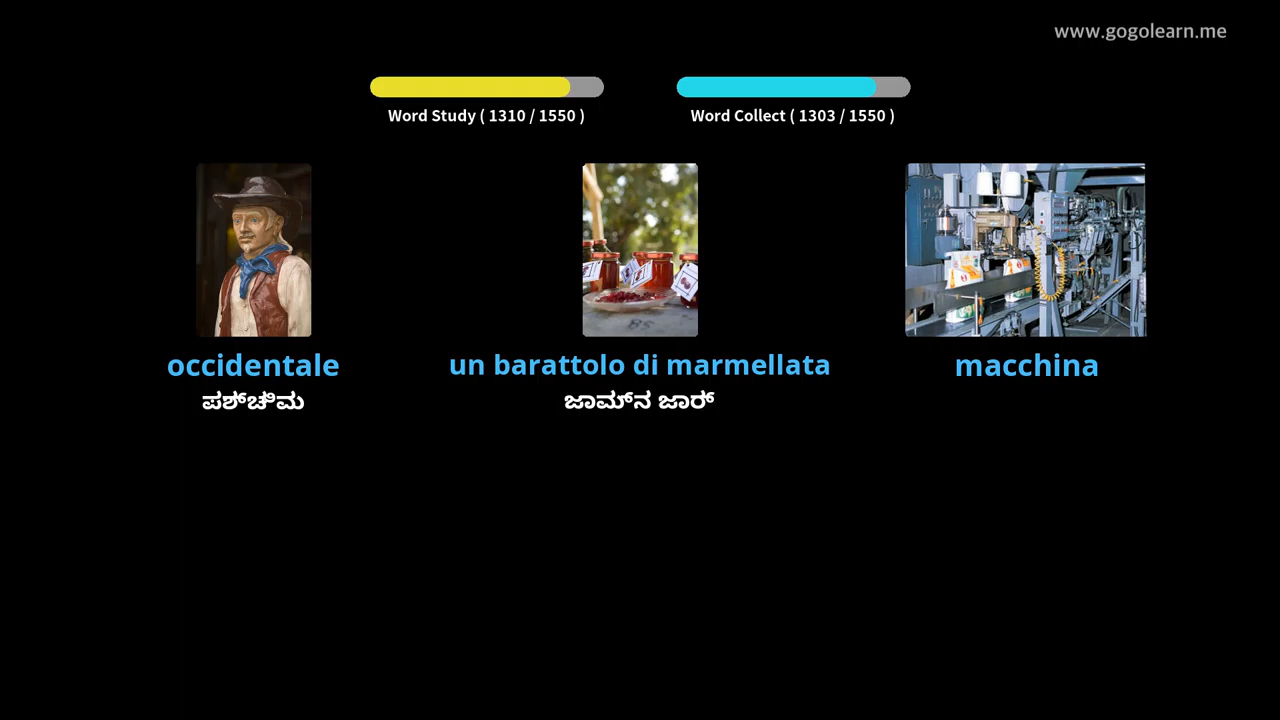 www.gogolearn.me
Word Study ( 1310 / 1550 )
Word Collect ( 1303 / 1550 )
occidentale
ಪಶ್ಚಿಮ
un barattolo di marmellata
ಜಾಮ್‌ನ ಜಾರ್
macchina